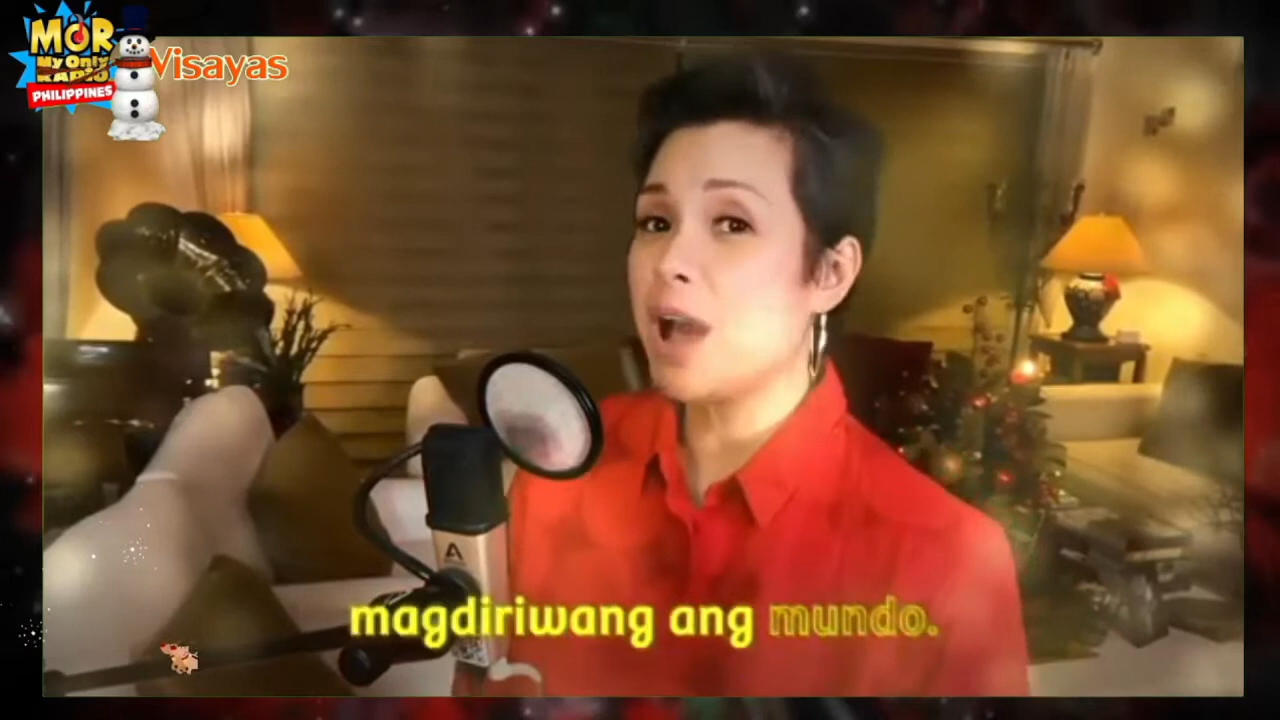 MOR
My Only
RADIO
PHILIPPINES
Visayas
magdiriwang ang mundo.